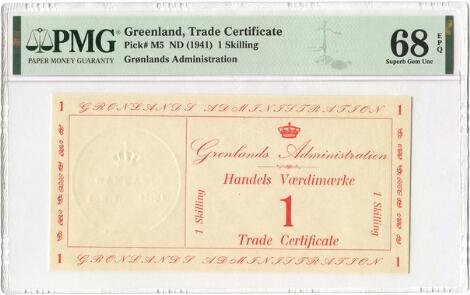 PMG
PAPER MONEY GUARANTY
Greenland, Trade Certificate
Pick# M5 ND (1941) 1 Skilling
Grønlands Administration
68 EPQ
Superb Gem Unc
1 GRØNLANDS ADMINISTRATION 1
Grønlands Administration
Handels Værdimærke
1 Skilling
1
1 Skilling
Trade Certificate
1 GRØNLANDS ADMINISTRATION 1